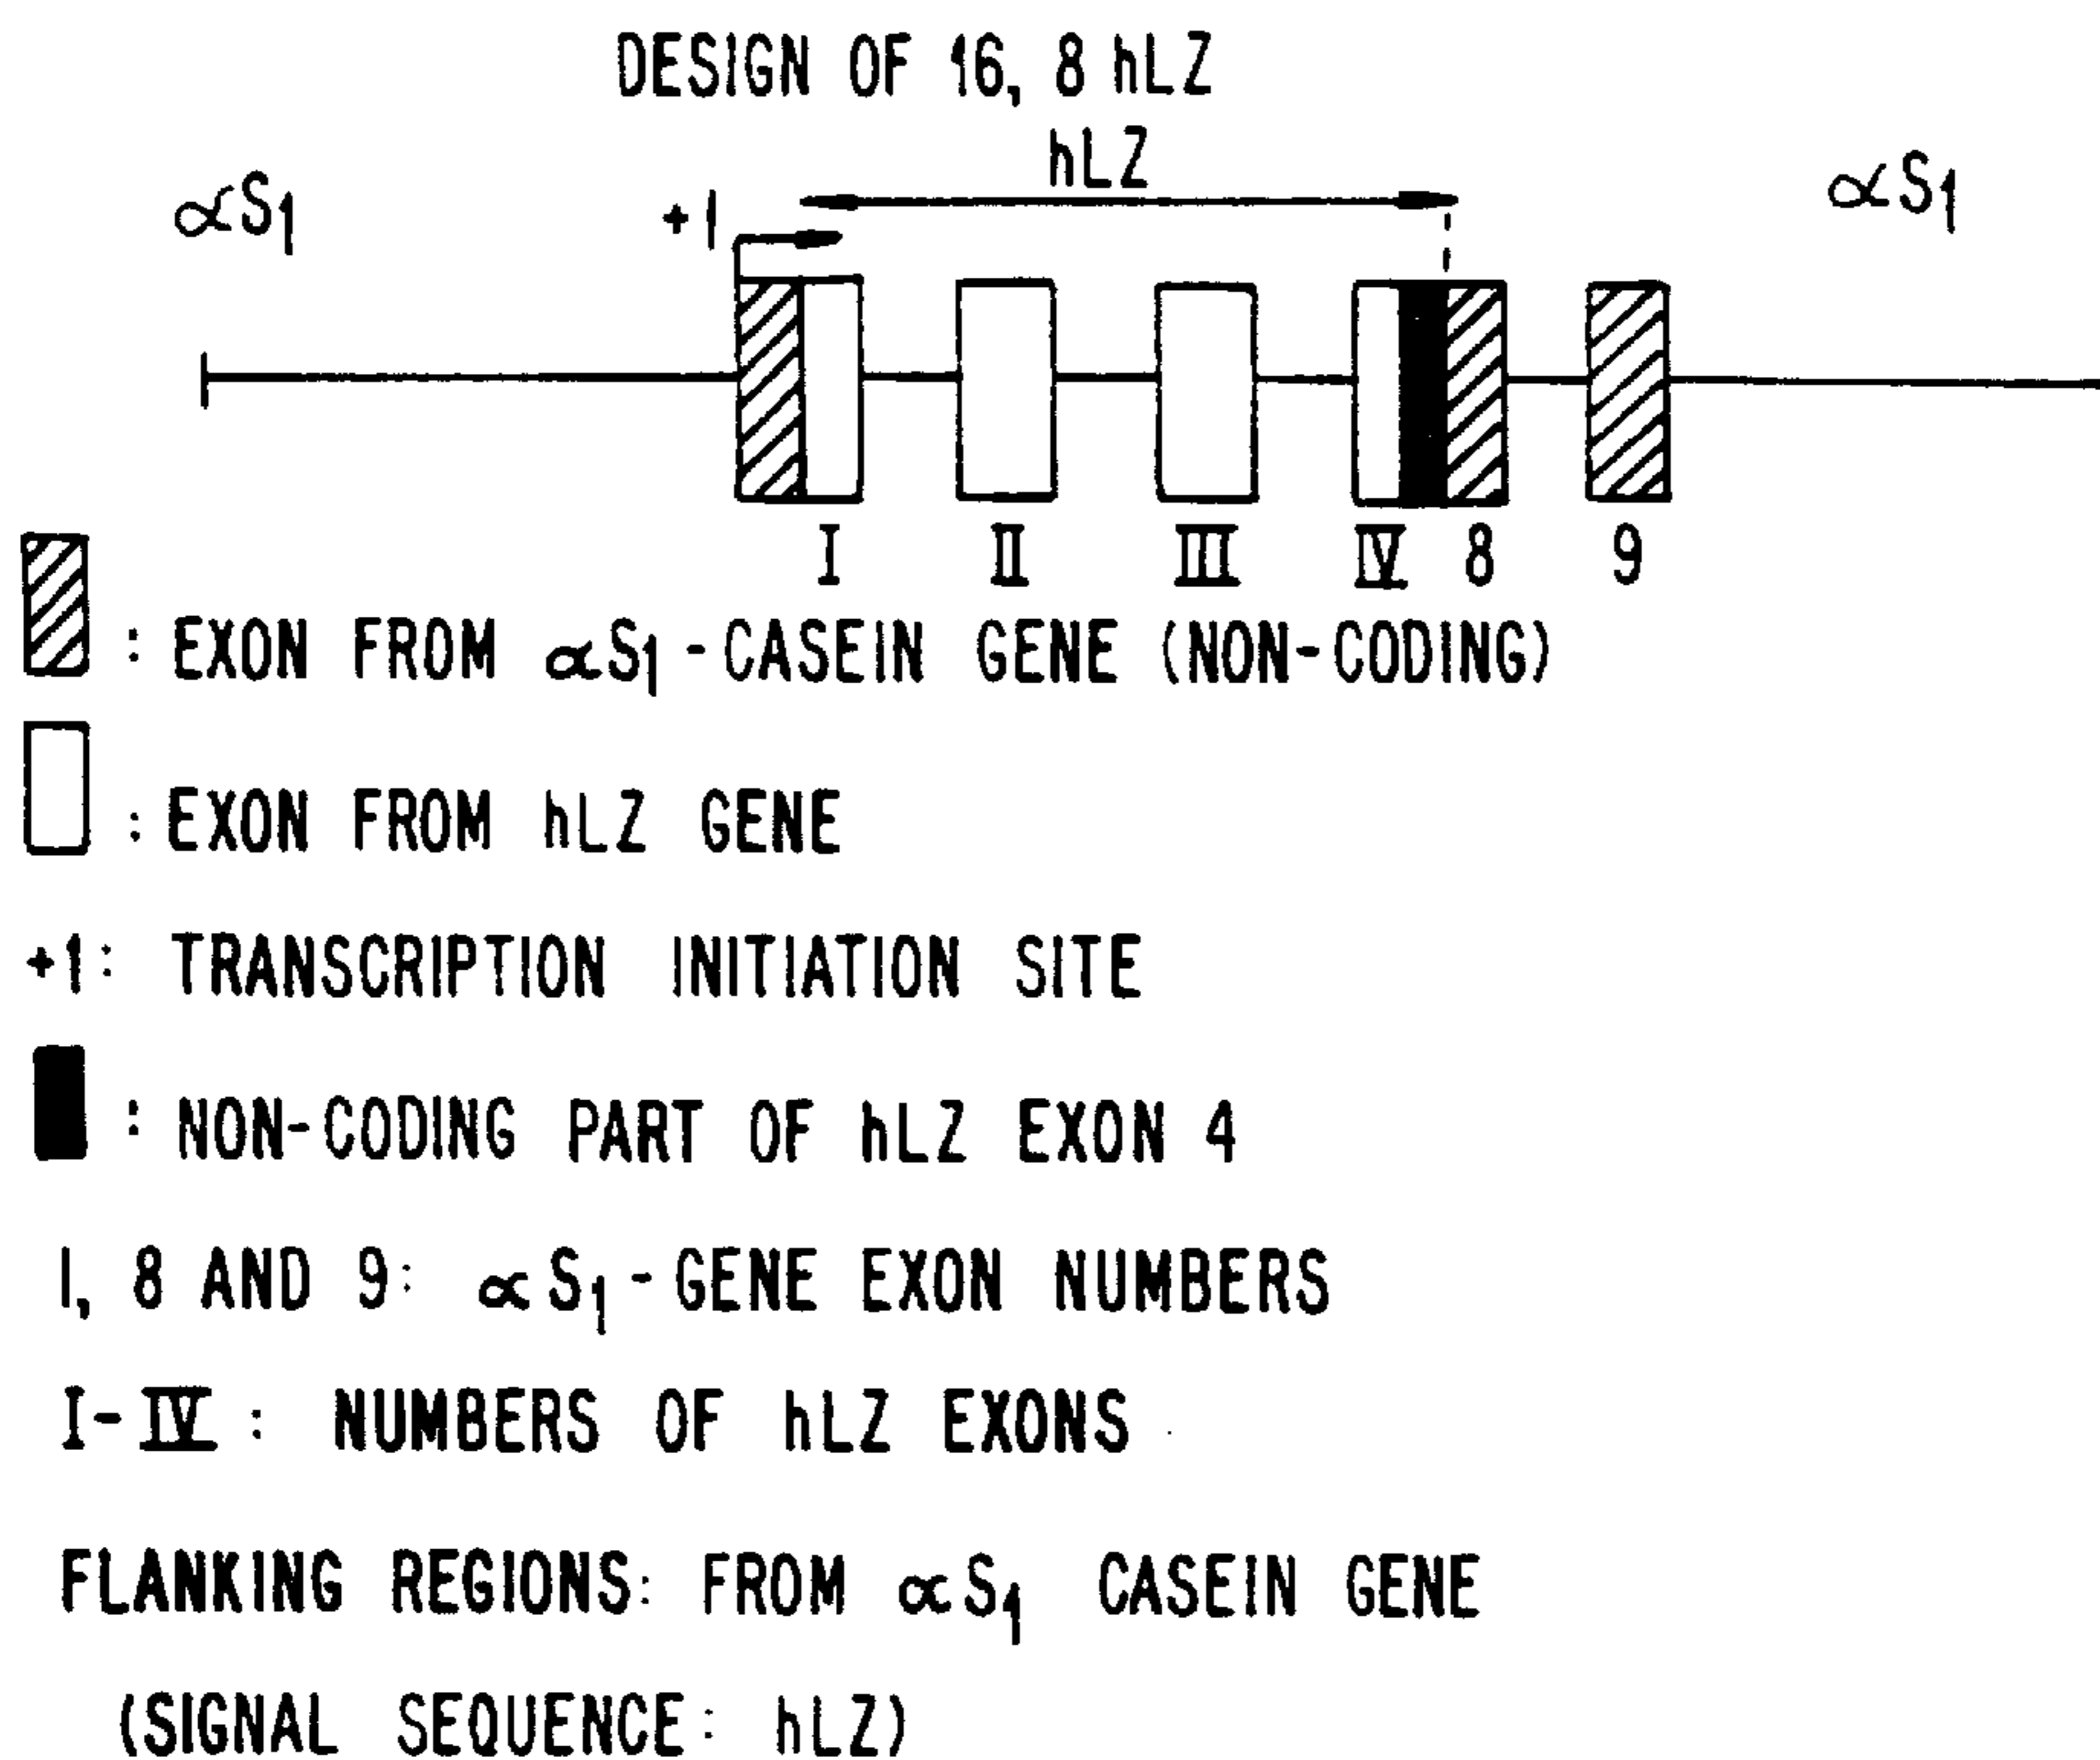 DESIGN OF 16, 8 hLZ
hLZ
αS1 +1 αS1
I II III IV 8 9
: EXON FROM αS1-CASEIN GENE (NON-CODING)
: EXON FROM hLZ GENE
+1: TRANSCRIPTION INITIATION SITE
: NON-CODING PART OF hLZ EXON 4
1, 8 AND 9: αS1-GENE EXON NUMBERS
I-IV : NUMBERS OF hLZ EXONS
FLANKING REGIONS: FROM αS1 CASEIN GENE
(SIGNAL SEQUENCE: hLZ)